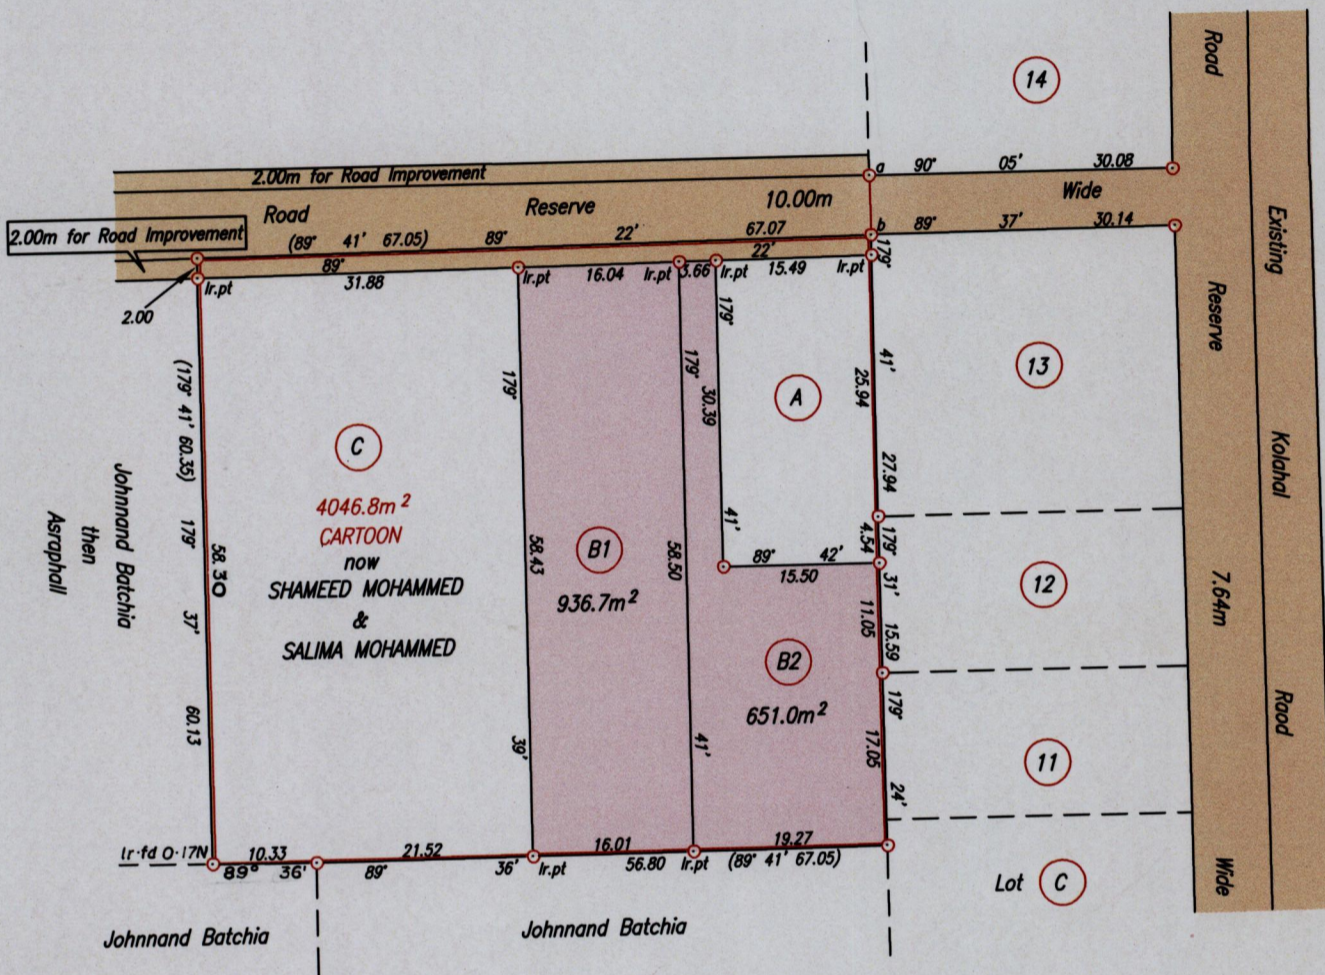 14
Road
a 90° 05' 30.08
2.00m for Road Improvement
Road Reserve 10.00m Wide
2.00m for Road Improvement
(89° 41' 67.05) 89° 22' 67.07
b 89° 37' 30.14
Existing
89° 22'
Ir.pt 31.88 Ir.pt 16.04 3.66 Ir.pt 15.49 Ir.pt
179°
2.00
Reserve
(179° 41' 60.35)
179°
37'
60.13
58.30
179°
58.43
39'
179°
58.50
41'
179°
30.39
41'
41'
25.94
27.94
A
13
C
4046.8m²
CARTOON
now
SHAMEED MOHAMMED
&
SALIMA MOHAMMED
Johnnand Batchia
then
Asraphall
Kolahal
B1
936.7m²
89° 42'
15.50
4.54
179°
31'
11.05
15.59
12
7.64m
B2
651.0m²
179°
17.05
24'
Raod
11
Ir.fd 0.17N 10.33 21.52 16.01 19.27
89° 36' 89° 36' Ir.pt 56.80 Ir.pt (89° 41' 67.05)
Lot C
Wide
Johnnand Batchia
Johnnand Batchia